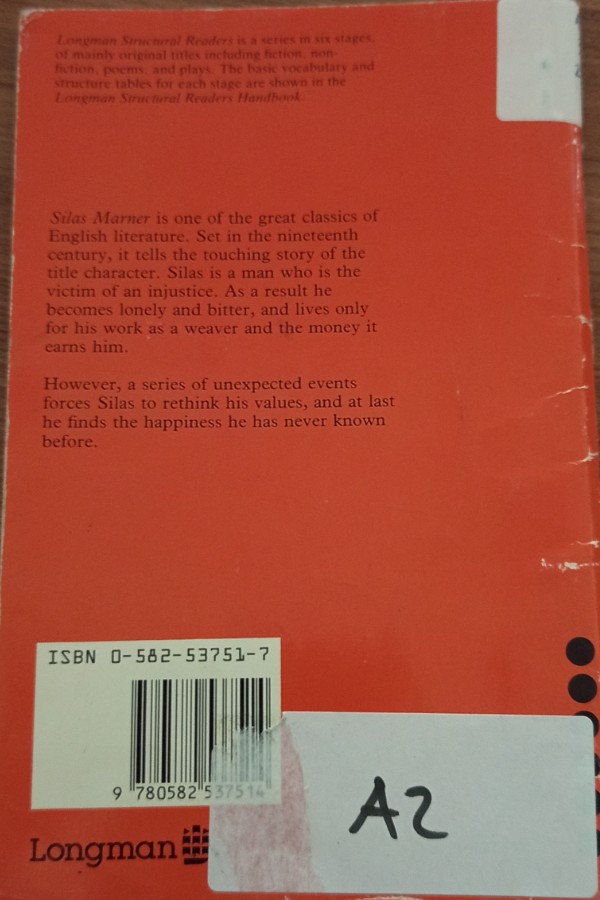 Longman Structural Readers is a series in six stages,
of mainly original titles including fiction, non-
fiction, poems, and plays. The basic vocabulary and
structure tables for each stage are shown in the
Longman Structural Readers Handbook.
Silas Marner is one of the great classics of
English literature. Set in the nineteenth
century, it tells the touching story of the
title character. Silas is a man who is the
victim of an injustice. As a result he
becomes lonely and bitter, and lives only
for his work as a weaver and the money it
earns him.
However, a series of unexpected events
forces Silas to rethink his values, and at last
he finds the happiness he has never known
before.
ISBN 0-582-53751-7
9 780582 537514
A2
Longman